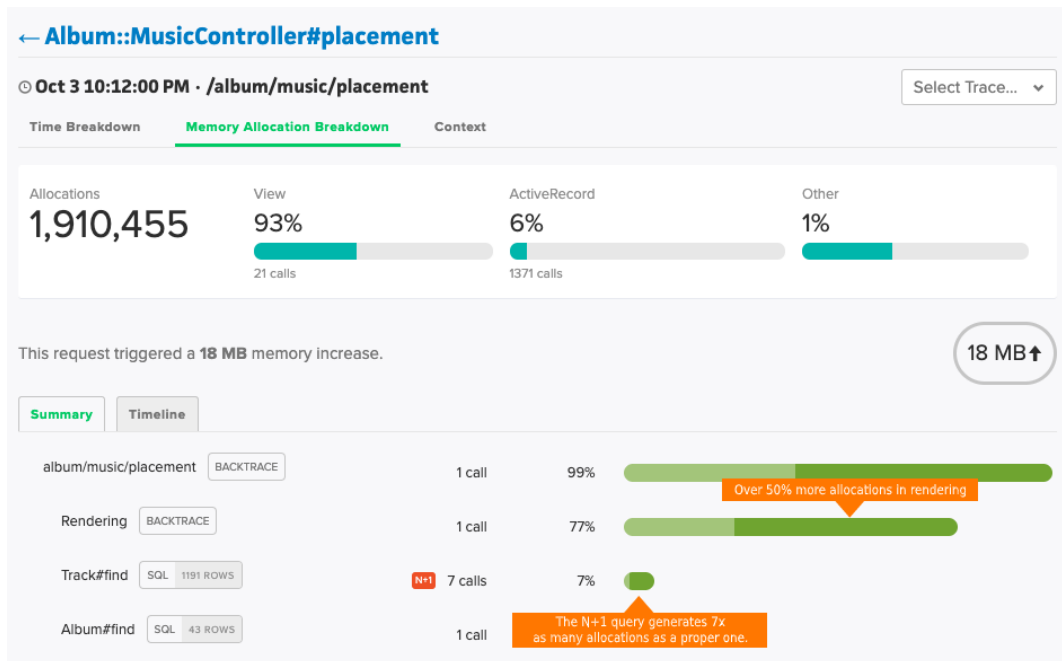 ← Album::MusicController#placement
Oct 3 10:12:00 PM · /album/music/placement
Select Trace...
Time Breakdown Memory Allocation Breakdown Context
Allocations View ActiveRecord Other
1,910,455 93% 6% 1%
21 calls 1371 calls
This request triggered a 18 MB memory increase.
18 MB
Summary Timeline
album/music/placement BACKTRACE 1 call 99%
Over 50% more allocations in rendering
Rendering BACKTRACE 1 call 77%
Track#find SQL 1191 ROWS N+1 7 calls 7%
The N+1 query generates 7x
as many allocations as a proper one.
Album#find SQL 43 ROWS 1 call